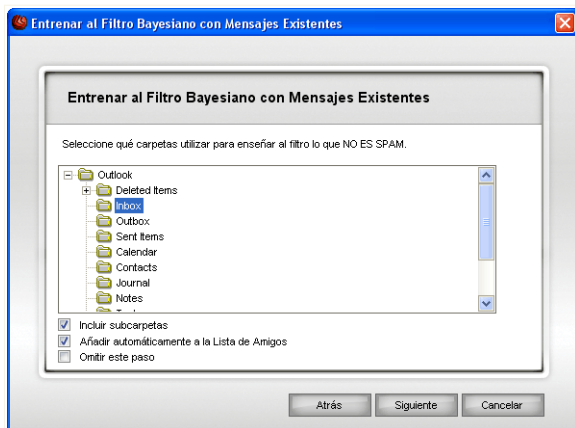 Entrenar al Filtro Bayesiano con Mensajes Existentes
Entrenar al Filtro Bayesiano con Mensajes Existentes
Seleccione qué carpetas utilizar para enseñar al filtro lo que NO ES SPAM.
Outlook
Deleted Items
Inbox
Outbox
Sent Items
Calendar
Contacts
Journal
Notes
Incluir subcarpetas
Añadir automáticamente a la Lista de Amigos
Omitir este paso
Atrás Siguiente Cancelar